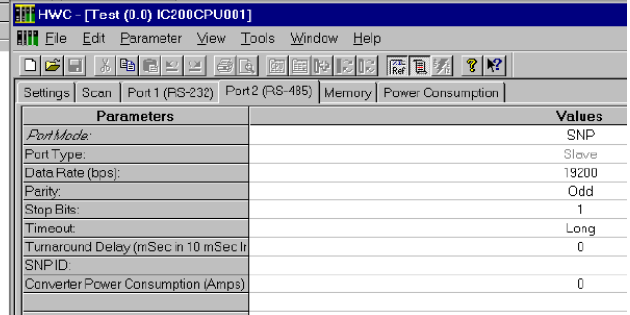 HWC - [Test (0.0) IC200CPU001]
File Edit Parameter View Tools Window Help
Ref
Settings Scan Port 1 (RS-232) Port 2 (RS-485) Memory Power Consumption
Parameters Values
Port Mode: SNP
Port Type: Slave
Data Rate (bps): 19200
Parity: Odd
Stop Bits: 1
Timeout: Long
Turnaround Delay (mSec in 10 mSec Ir 0
SNP ID:
Converter Power Consumption (Amps) 0